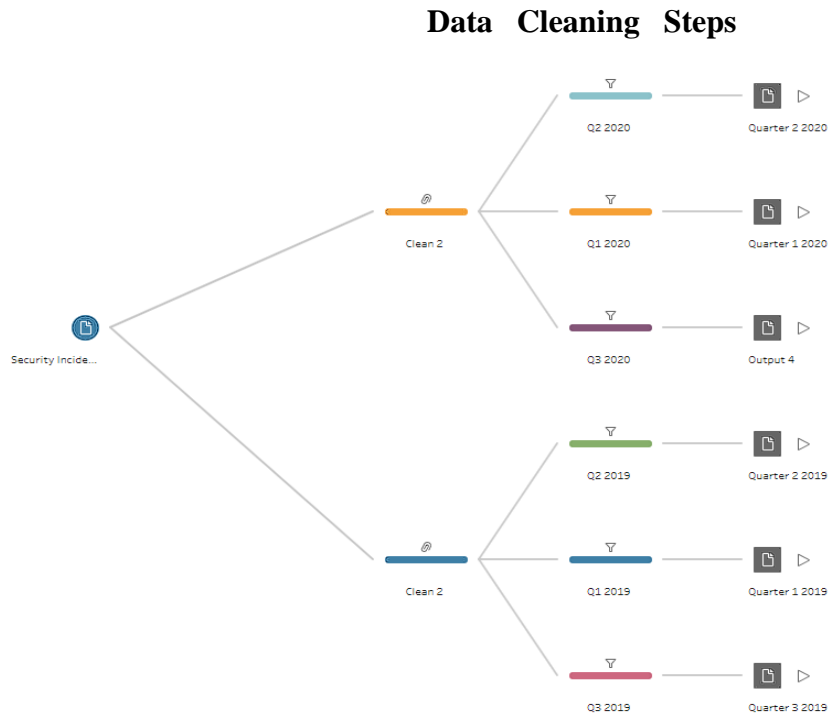 Data Cleaning Steps
Q2 2020
Quarter 2 2020
Clean 2
Q1 2020
Quarter 1 2020
Security Incide...
Q3 2020
Output 4
Q2 2019
Quarter 2 2019
Clean 2
Q1 2019
Quarter 1 2019
Q3 2019
Quarter 3 2019